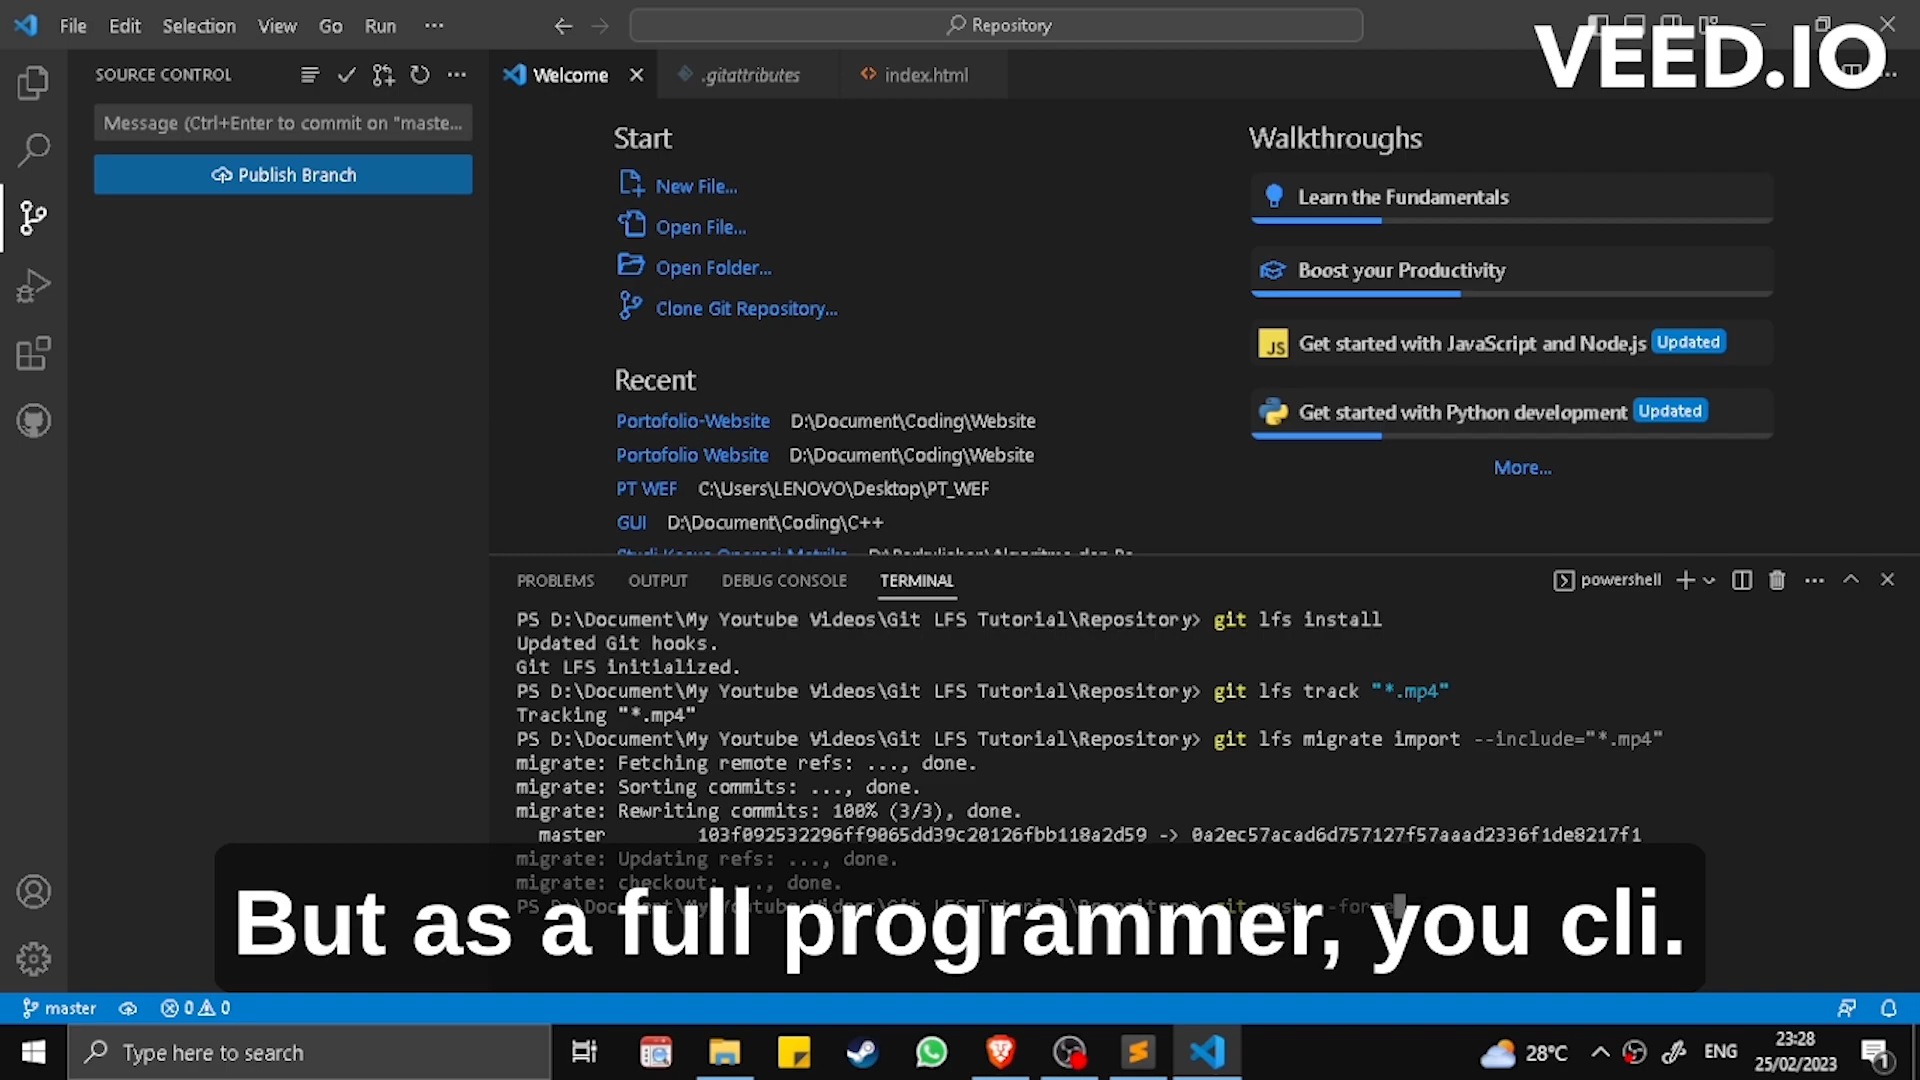 File Edit Selection View Go Run ···
Repository
VEED.IO
SOURCE CONTROL
Welcome
.gitattributes
index.html
Message (Ctrl+Enter to commit on "maste...
Publish Branch
Start
New File...
Open File...
Open Folder...
Clone Git Repository...
Recent
Portofolio-Website D:\Document\Coding\Website
Portofolio Website D:\Document\Coding\Website
PT WEF C:\Users\LENOVO\Desktop\PT_WEF
GUI D:\Document\Coding\C++
Walkthroughs
Learn the Fundamentals
Boost your Productivity
JS Get started with JavaScript and Node.js Updated
Get started with Python development Updated
More...
PROBLEMS OUTPUT DEBUG CONSOLE TERMINAL
powershell
PS D:\Document\My Youtube Videos\Git LFS Tutorial\Repository> git lfs install
Updated Git hooks.
Git LFS initialized.
PS D:\Document\My Youtube Videos\Git LFS Tutorial\Repository> git lfs track "*.mp4"
Tracking "*.mp4"
PS D:\Document\My Youtube Videos\Git LFS Tutorial\Repository> git lfs migrate import --include="*.mp4"
migrate: Fetching remote refs: ..., done.
migrate: Sorting commits: ..., done.
migrate: Rewriting commits: 100% (3/3), done.
master 103f092532296ff9065dd39c20126fbb118a2d59 -> 0a2ec57acad6d757127f57aaad2336f1de8217f1
migrate: Updating refs: ..., done.
migrate: checkout: ..., done.
But as a full programmer, you cli.
master
0 0
Type here to search
28°C
ENG
23:28
25/02/2023
1